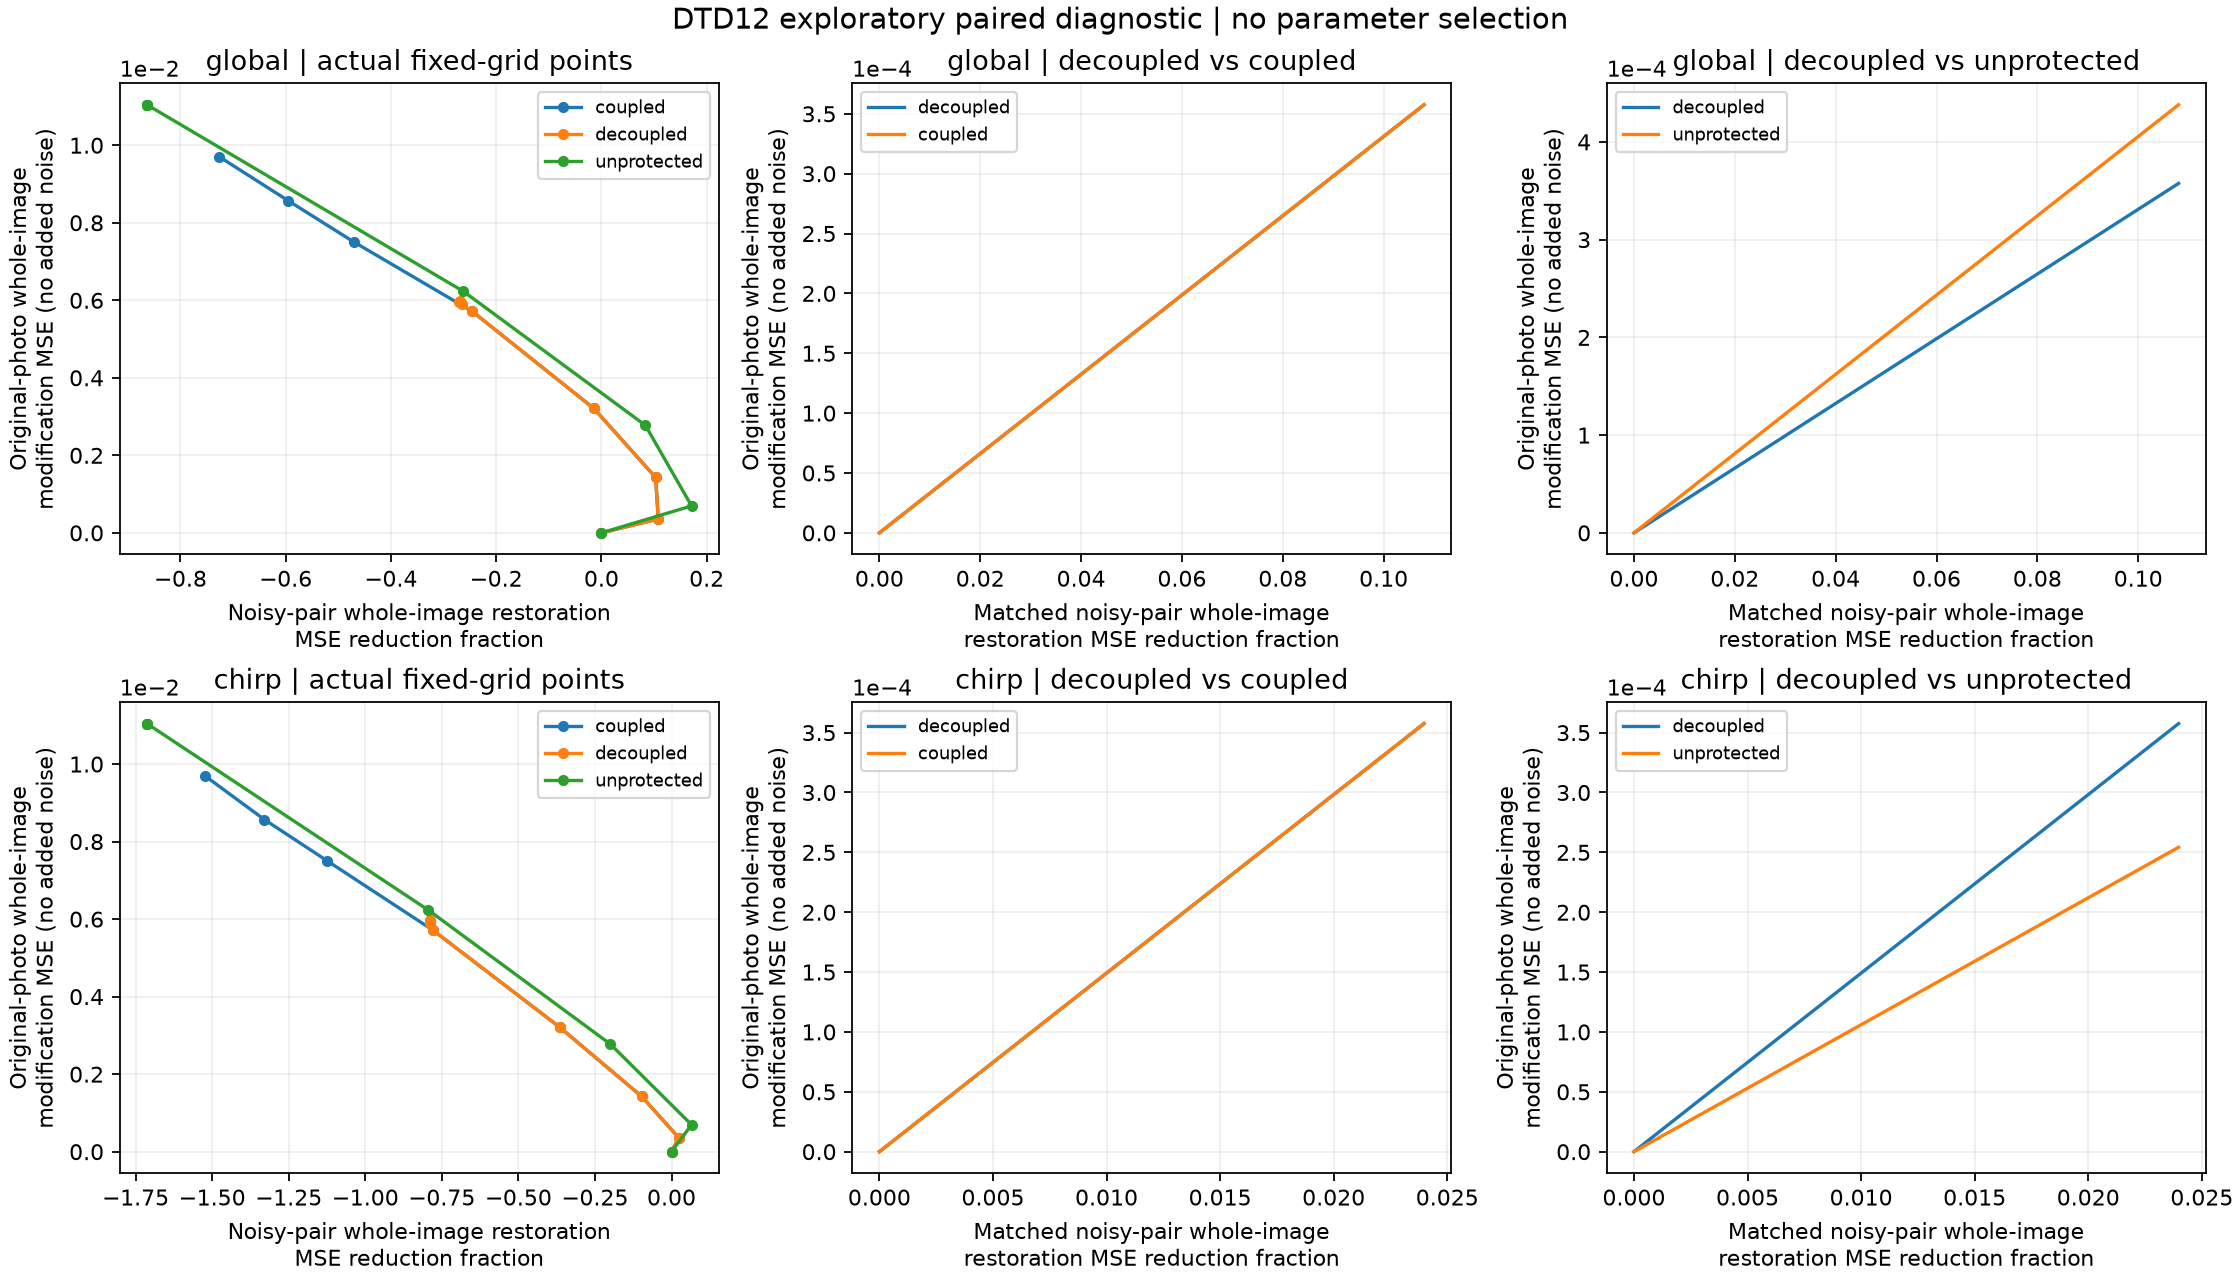 DTD12 exploratory paired diagnostic | no parameter selection
global | actual fixed-grid points
1e−2
Original-photo whole-image
modification MSE (no added noise)
1.0
0.8
0.6
0.4
0.2
0.0
−0.8 −0.6 −0.4 −0.2 0.0 0.2
Noisy-pair whole-image restoration
MSE reduction fraction
coupled
decoupled
unprotected
global | decoupled vs coupled
1e−4
Original-photo whole-image
modification MSE (no added noise)
3.5
3.0
2.5
2.0
1.5
1.0
0.5
0.0
0.00 0.02 0.04 0.06 0.08 0.10
Matched noisy-pair whole-image
restoration MSE reduction fraction
decoupled
coupled
global | decoupled vs unprotected
1e−4
Original-photo whole-image
modification MSE (no added noise)
4
3
2
1
0
0.00 0.02 0.04 0.06 0.08 0.10
Matched noisy-pair whole-image
restoration MSE reduction fraction
decoupled
unprotected
chirp | actual fixed-grid points
1e−2
Original-photo whole-image
modification MSE (no added noise)
1.0
0.8
0.6
0.4
0.2
0.0
−1.75 −1.50 −1.25 −1.00 −0.75 −0.50 −0.25 0.00
Noisy-pair whole-image restoration
MSE reduction fraction
coupled
decoupled
unprotected
chirp | decoupled vs coupled
1e−4
Original-photo whole-image
modification MSE (no added noise)
3.5
3.0
2.5
2.0
1.5
1.0
0.5
0.0
0.000 0.005 0.010 0.015 0.020 0.025
Matched noisy-pair whole-image
restoration MSE reduction fraction
decoupled
coupled
chirp | decoupled vs unprotected
1e−4
Original-photo whole-image
modification MSE (no added noise)
3.5
3.0
2.5
2.0
1.5
1.0
0.5
0.0
0.000 0.005 0.010 0.015 0.020 0.025
Matched noisy-pair whole-image
restoration MSE reduction fraction
decoupled
unprotected